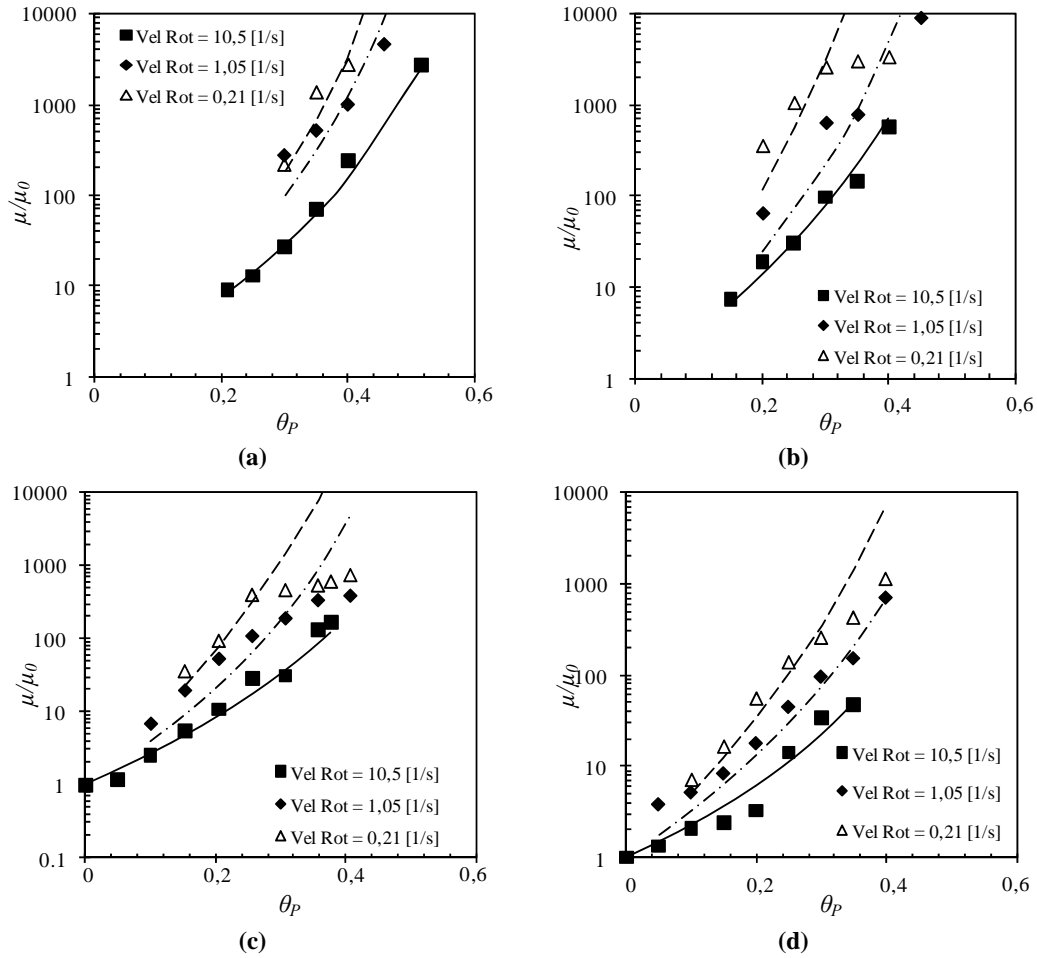 10000
1000
100
10
1
μ/μ0
Vel Rot = 10,5 [1/s]
Vel Rot = 1,05 [1/s]
Vel Rot = 0,21 [1/s]
0
0,2
0,4
0,6
θP
(a)
10000
1000
100
10
1
μ/μ0
Vel Rot = 10,5 [1/s]
Vel Rot = 1,05 [1/s]
Vel Rot = 0,21 [1/s]
0
0,2
0,4
0,6
θP
(b)
10000
1000
100
10
1
0.1
μ/μ0
Vel Rot = 10,5 [1/s]
Vel Rot = 1,05 [1/s]
Vel Rot = 0,21 [1/s]
0
0,2
0,4
0,6
θP
(c)
10000
1000
100
10
1
μ/μ0
Vel Rot = 10,5 [1/s]
Vel Rot = 1,05 [1/s]
Vel Rot = 0,21 [1/s]
0
0,2
0,4
0,6
θP
(d)